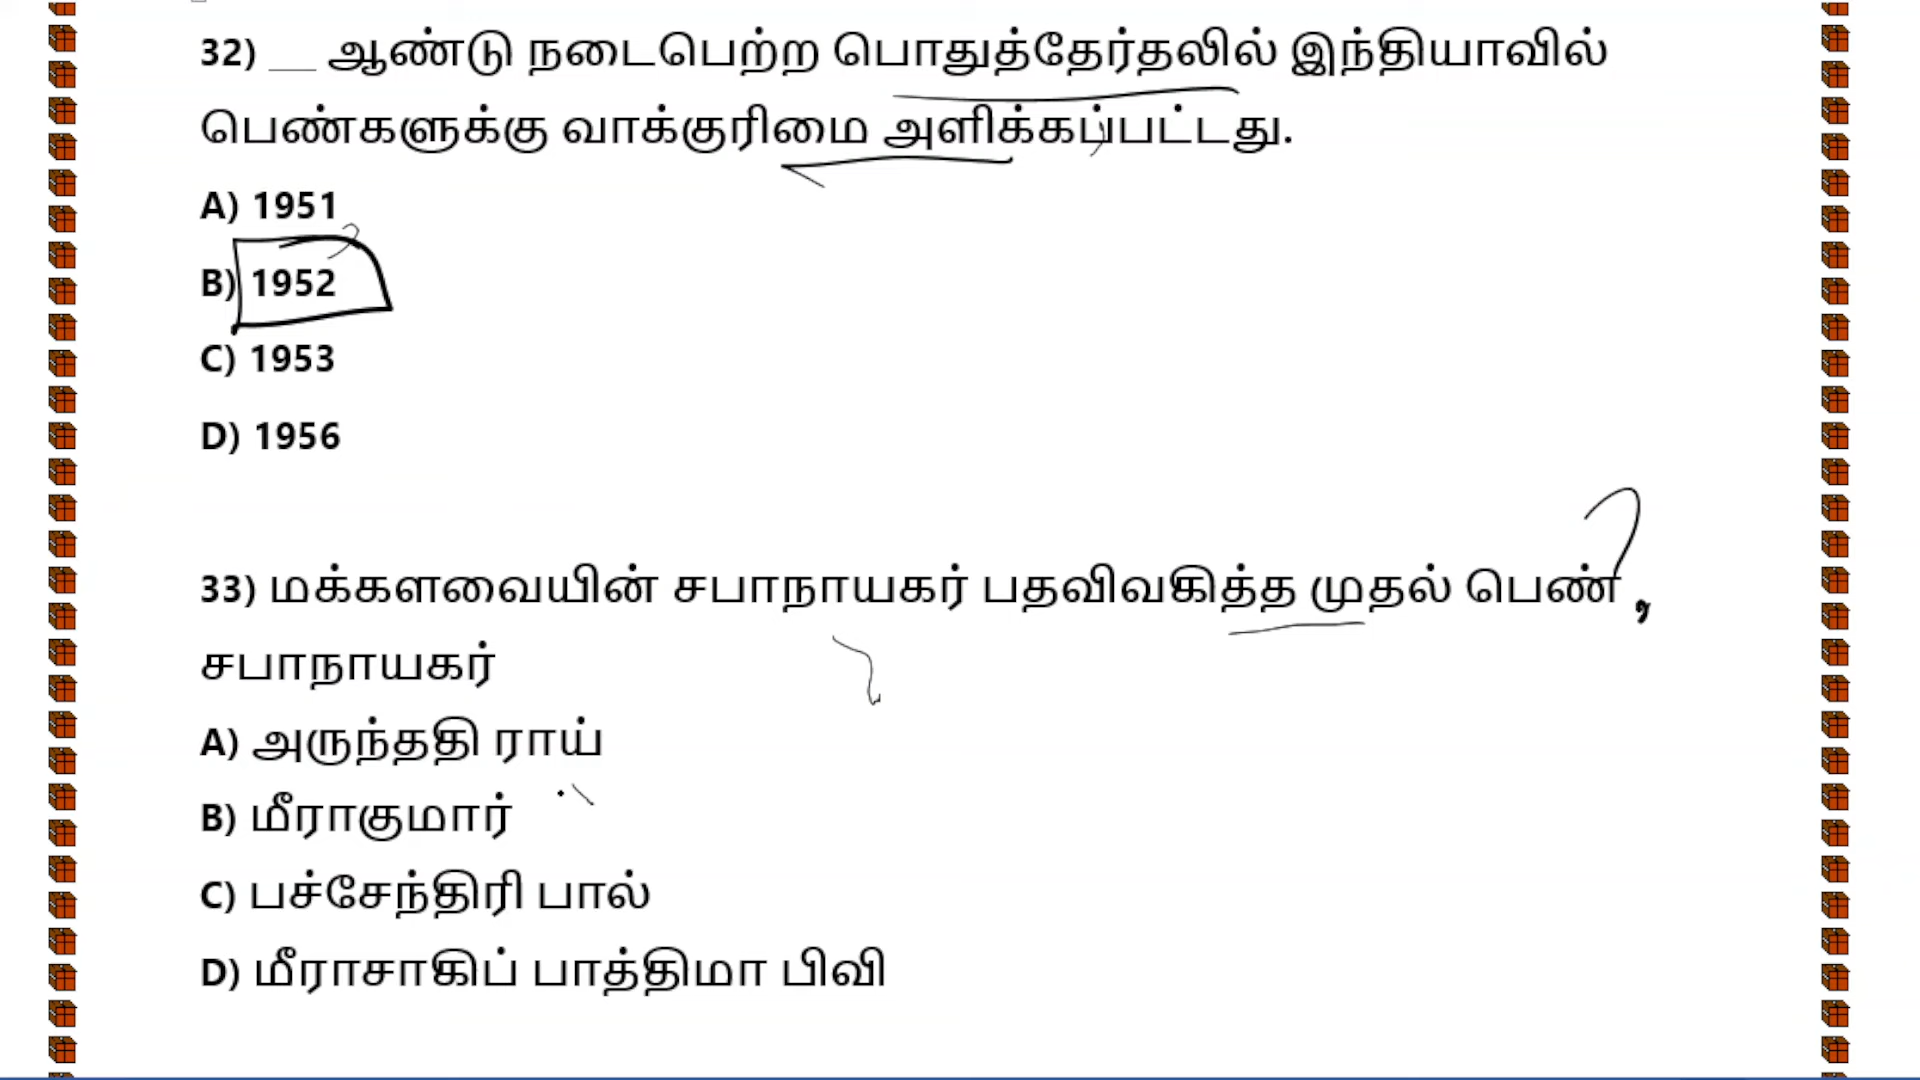 32) __ ஆண்டு நடைபெற்ற பொதுத்தேர்தலில் இந்தியாவில்
பெண்களுக்கு வாக்குரிமை அளிக்கப்பட்டது.
A) 1951
B) 1952
C) 1953
D) 1956
33) மக்களவையின் சபாநாயகர் பதவிவகித்த முதல் பெண்
சபாநாயகர்
A) அருந்ததி ராய்
B) மீராகுமார்
C) பச்சேந்திரி பால்
D) மீராசாகிப் பாத்திமா பிவி